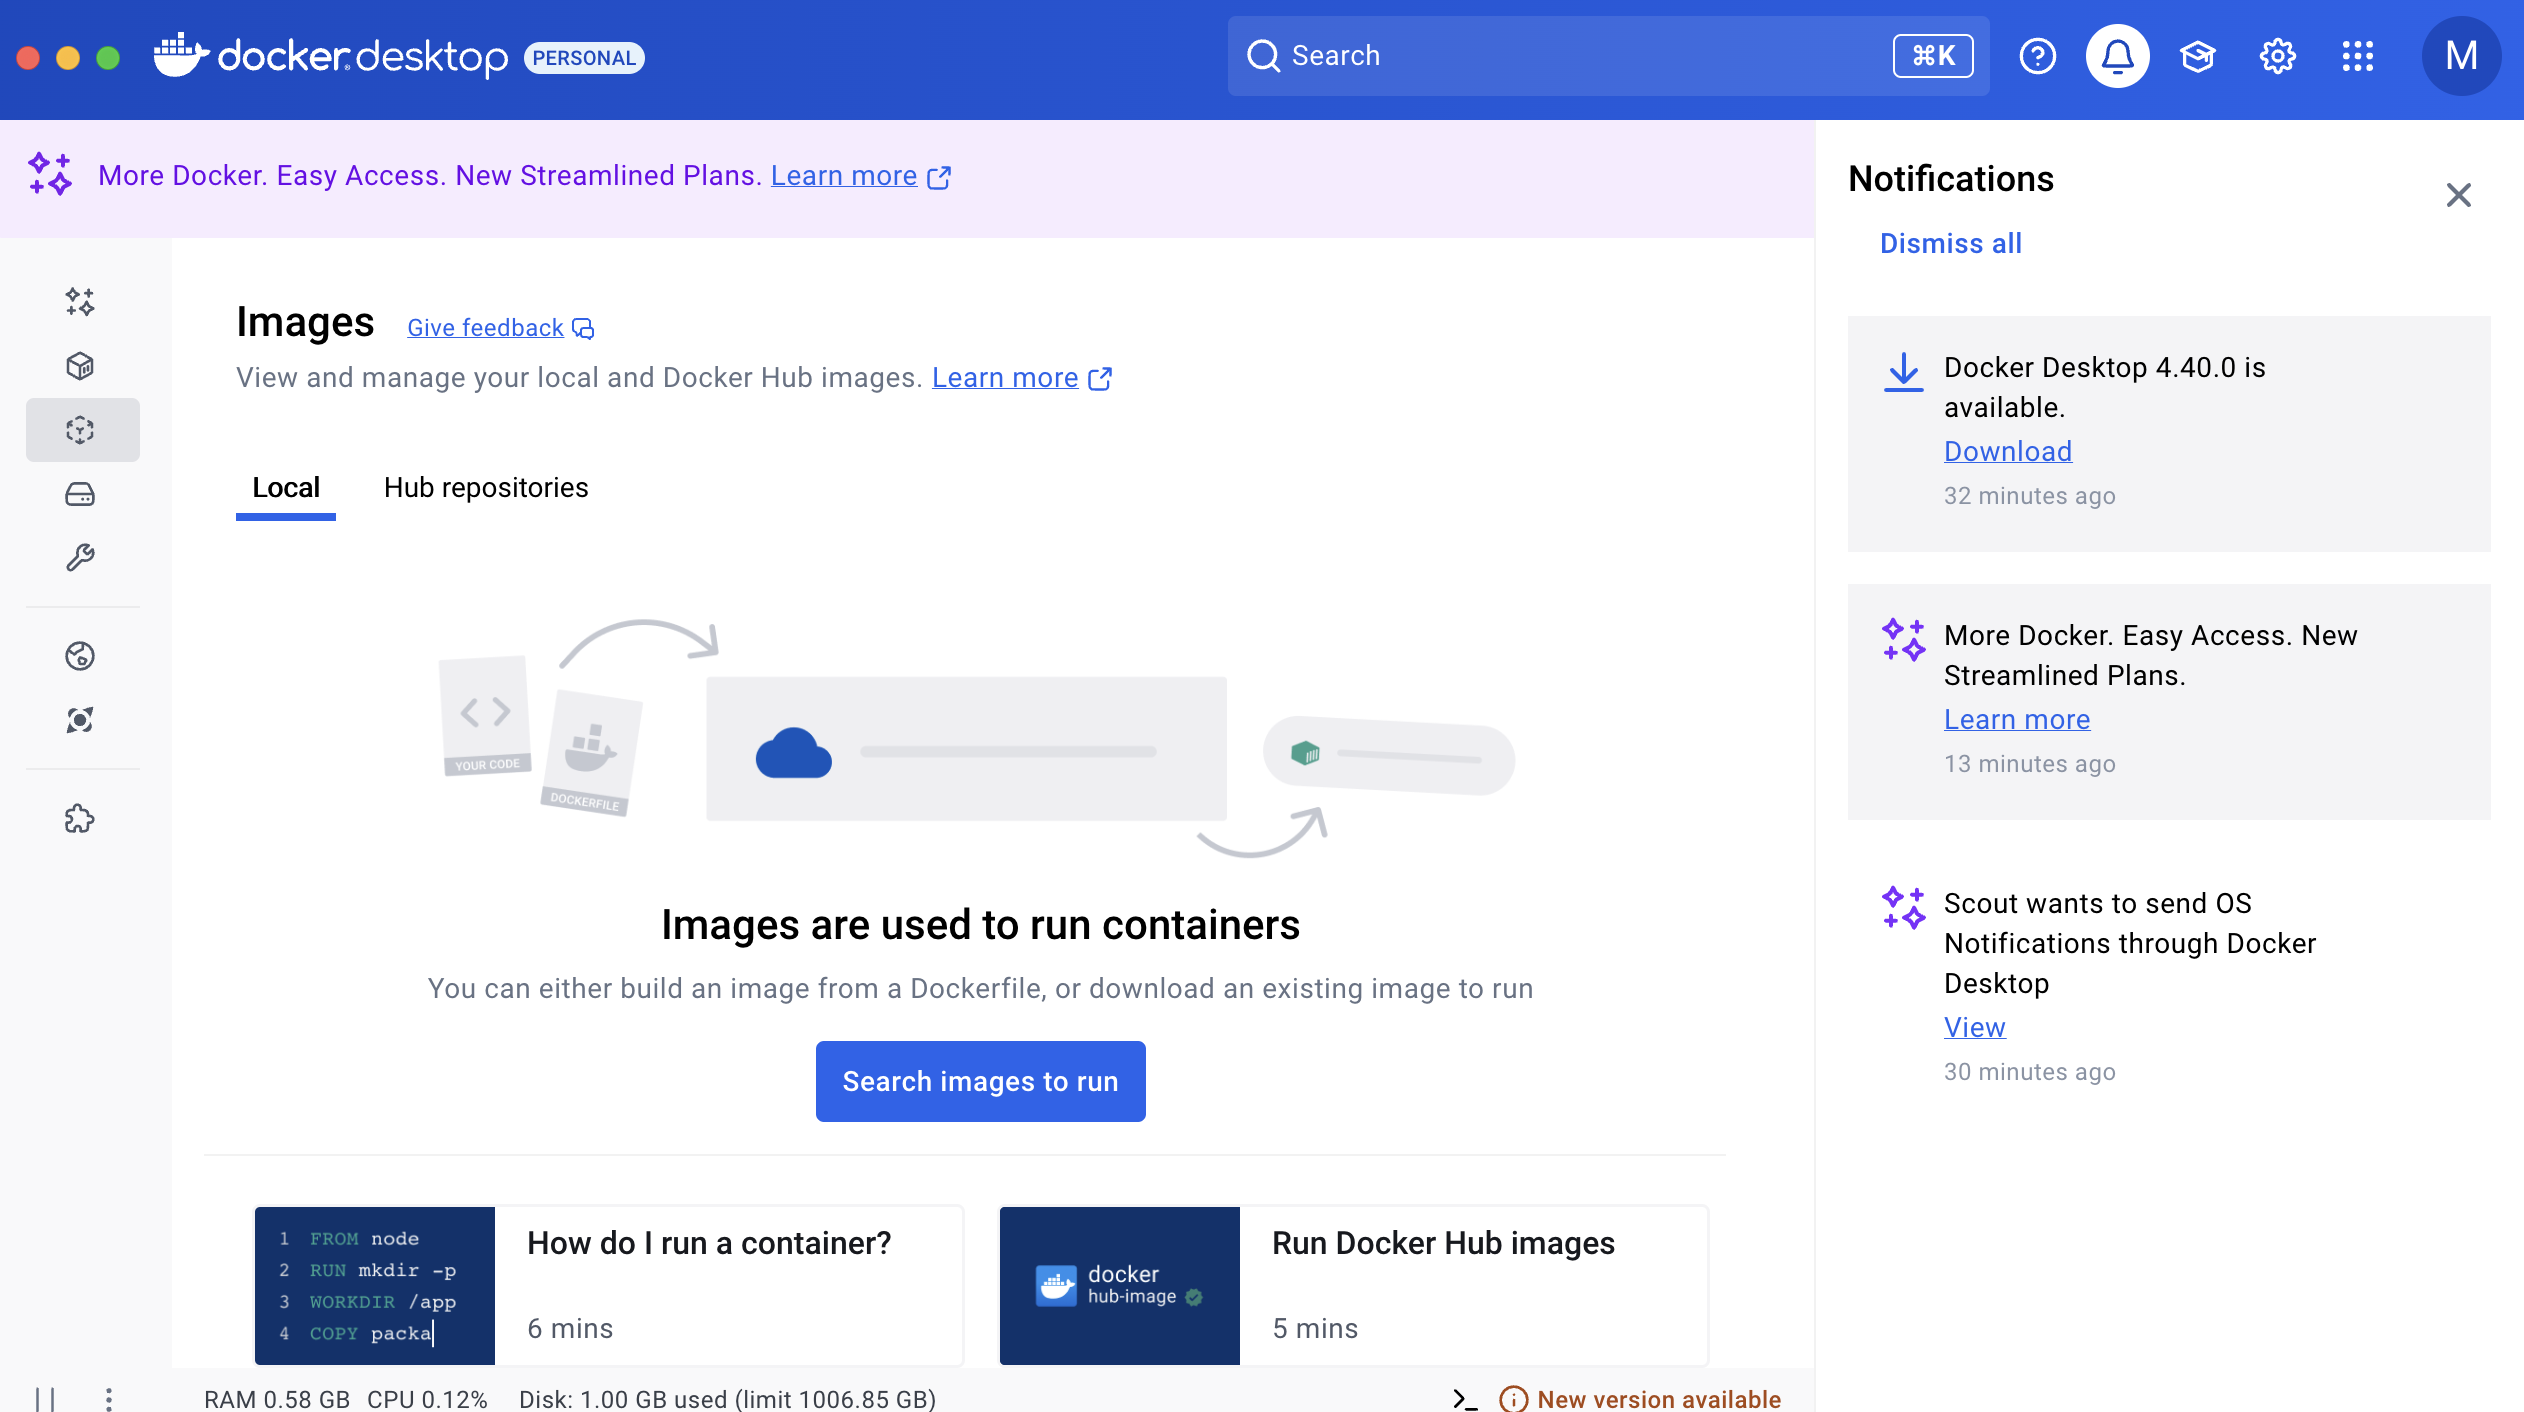 docker desktop PERSONAL
Search
⌘K
M
More Docker. Easy Access. New Streamlined Plans. Learn more
Images
Give feedback
View and manage your local and Docker Hub images. Learn more
Local
Hub repositories
YOUR CODE
DOCKERFILE
Images are used to run containers
You can either build an image from a Dockerfile, or download an existing image to run
Search images to run
1 FROM node
2 RUN mkdir -p
3 WORKDIR /app
4 COPY packa
How do I run a container?
6 mins
docker
hub-image
Run Docker Hub images
5 mins
RAM 0.58 GB CPU 0.12% Disk: 1.00 GB used (limit 1006.85 GB)
New version available
Notifications
Dismiss all
Docker Desktop 4.40.0 is
available.
Download
32 minutes ago
More Docker. Easy Access. New
Streamlined Plans.
Learn more
13 minutes ago
Scout wants to send OS
Notifications through Docker
Desktop
View
30 minutes ago